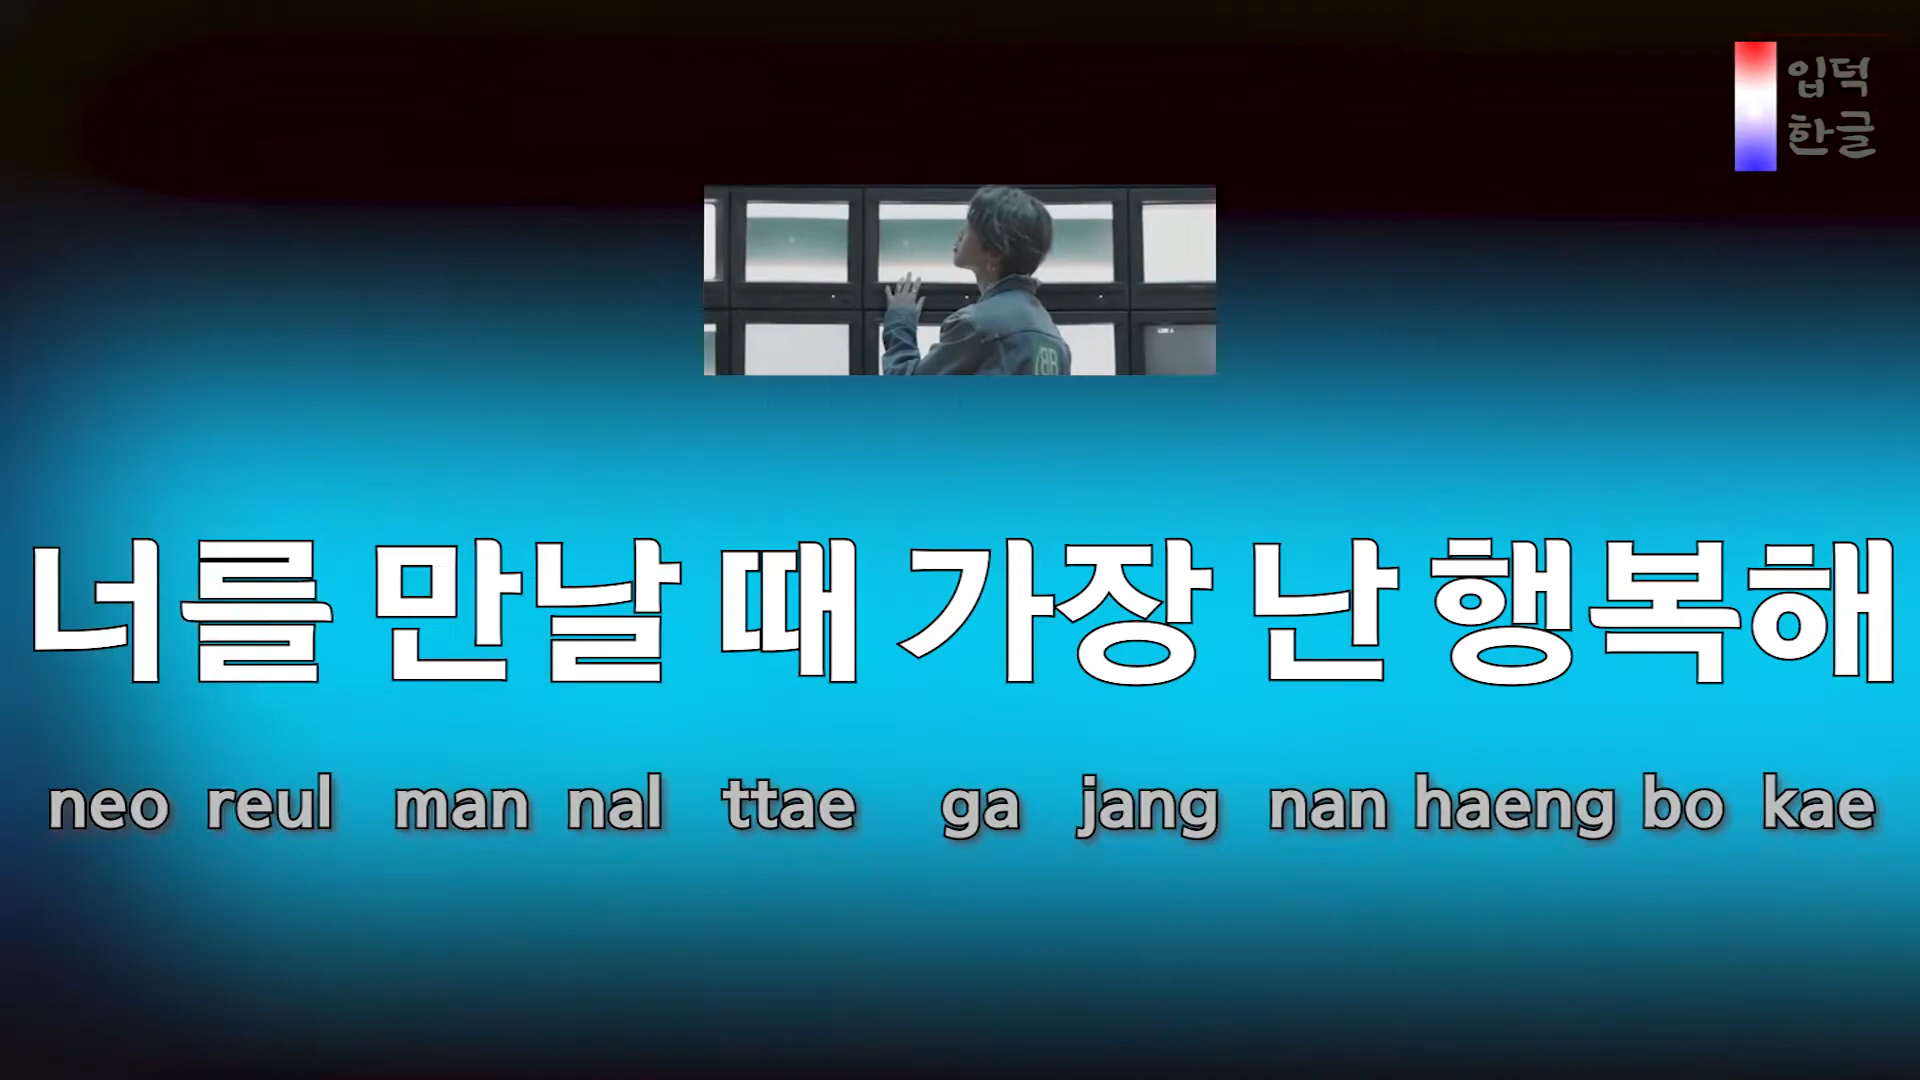 입덕
한글
너를 만날 때 가장 난 행복해
neo reul man nal ttae ga jang nan haeng bo kae